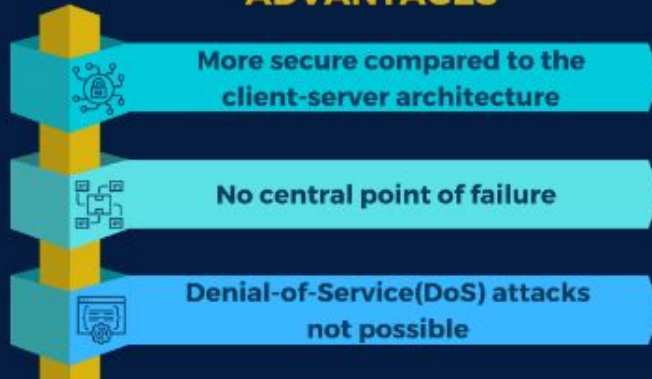 ADVANTAGES
More secure compared to the
client-server architecture
No central point of failure
Denial-of-Service(DoS) attacks
not possible